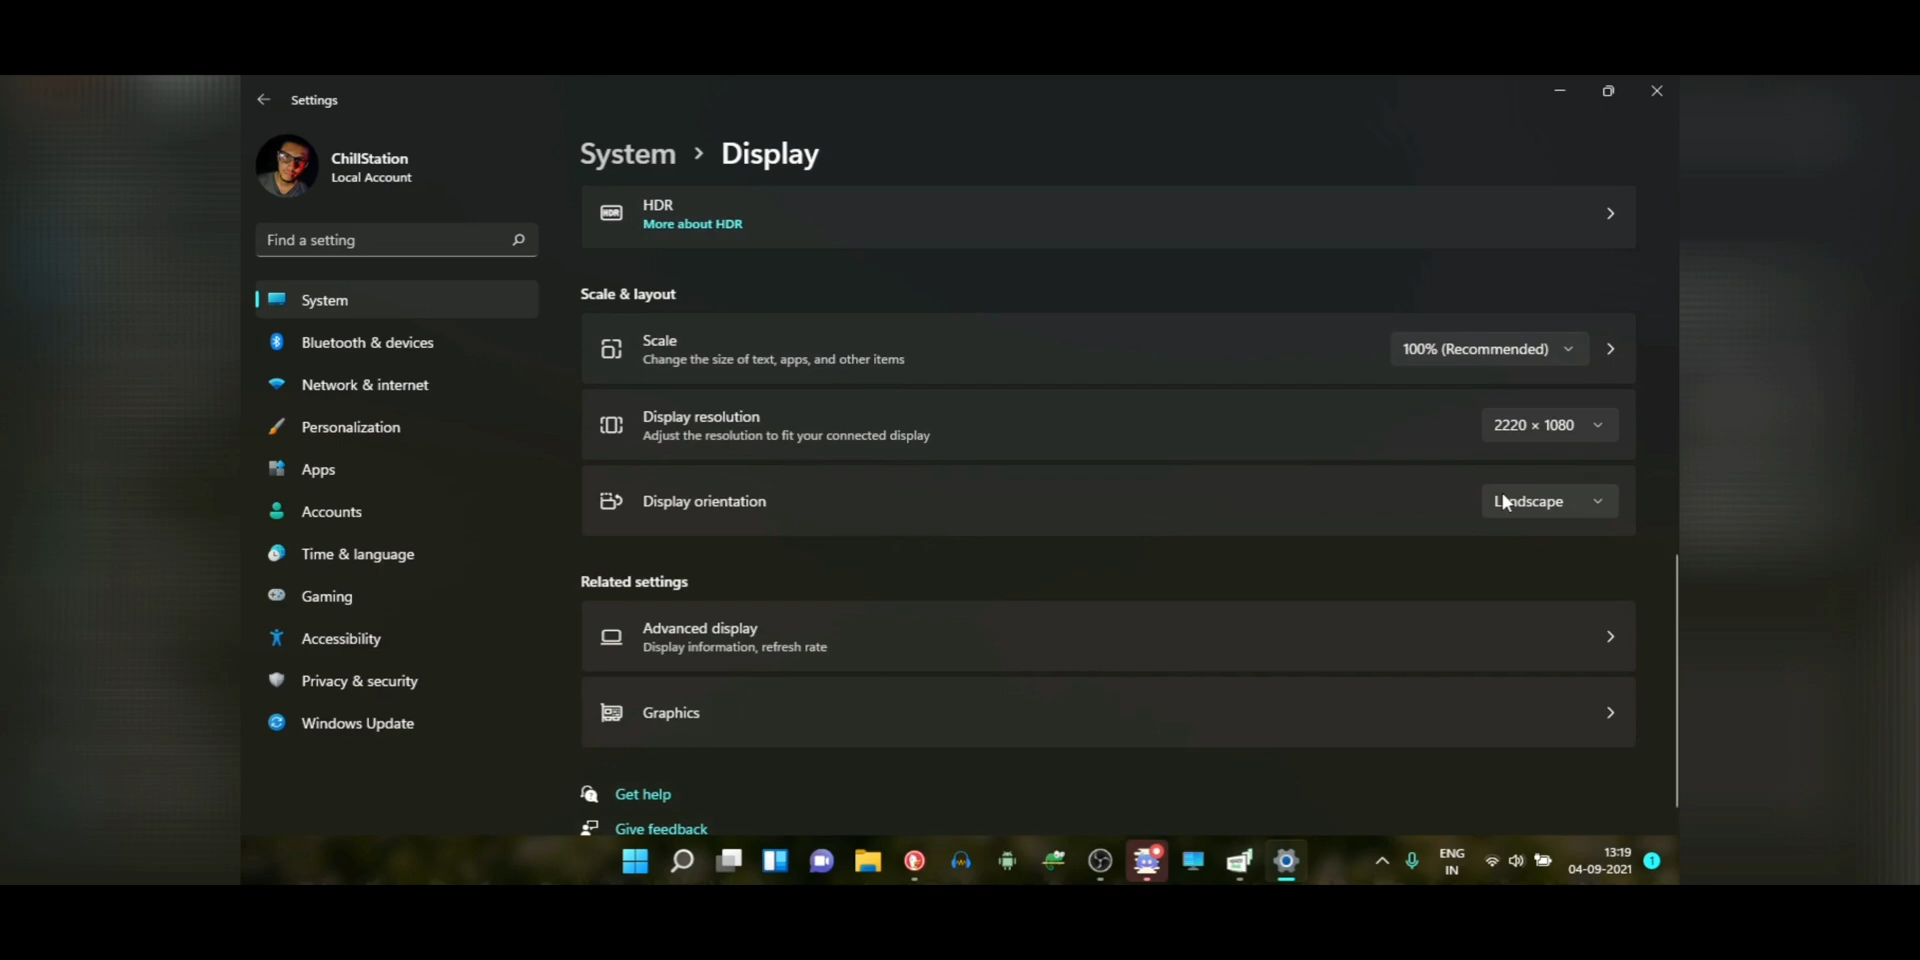 Settings
ChillStation
Local Account
Find a setting
System
Bluetooth & devices
Network & internet
Personalization
Apps
Accounts
Time & language
Gaming
Accessibility
Privacy & security
Windows Update
System > Display
HDR
More about HDR
Scale & layout
Scale
Change the size of text, apps, and other items
100% (Recommended)
Display resolution
Adjust the resolution to fit your connected display
2220 × 1080
Display orientation
Landscape
Related settings
Advanced display
Display information, refresh rate
Graphics
Get help
Give feedback
ENG
IN
13:19
04-09-2021
1